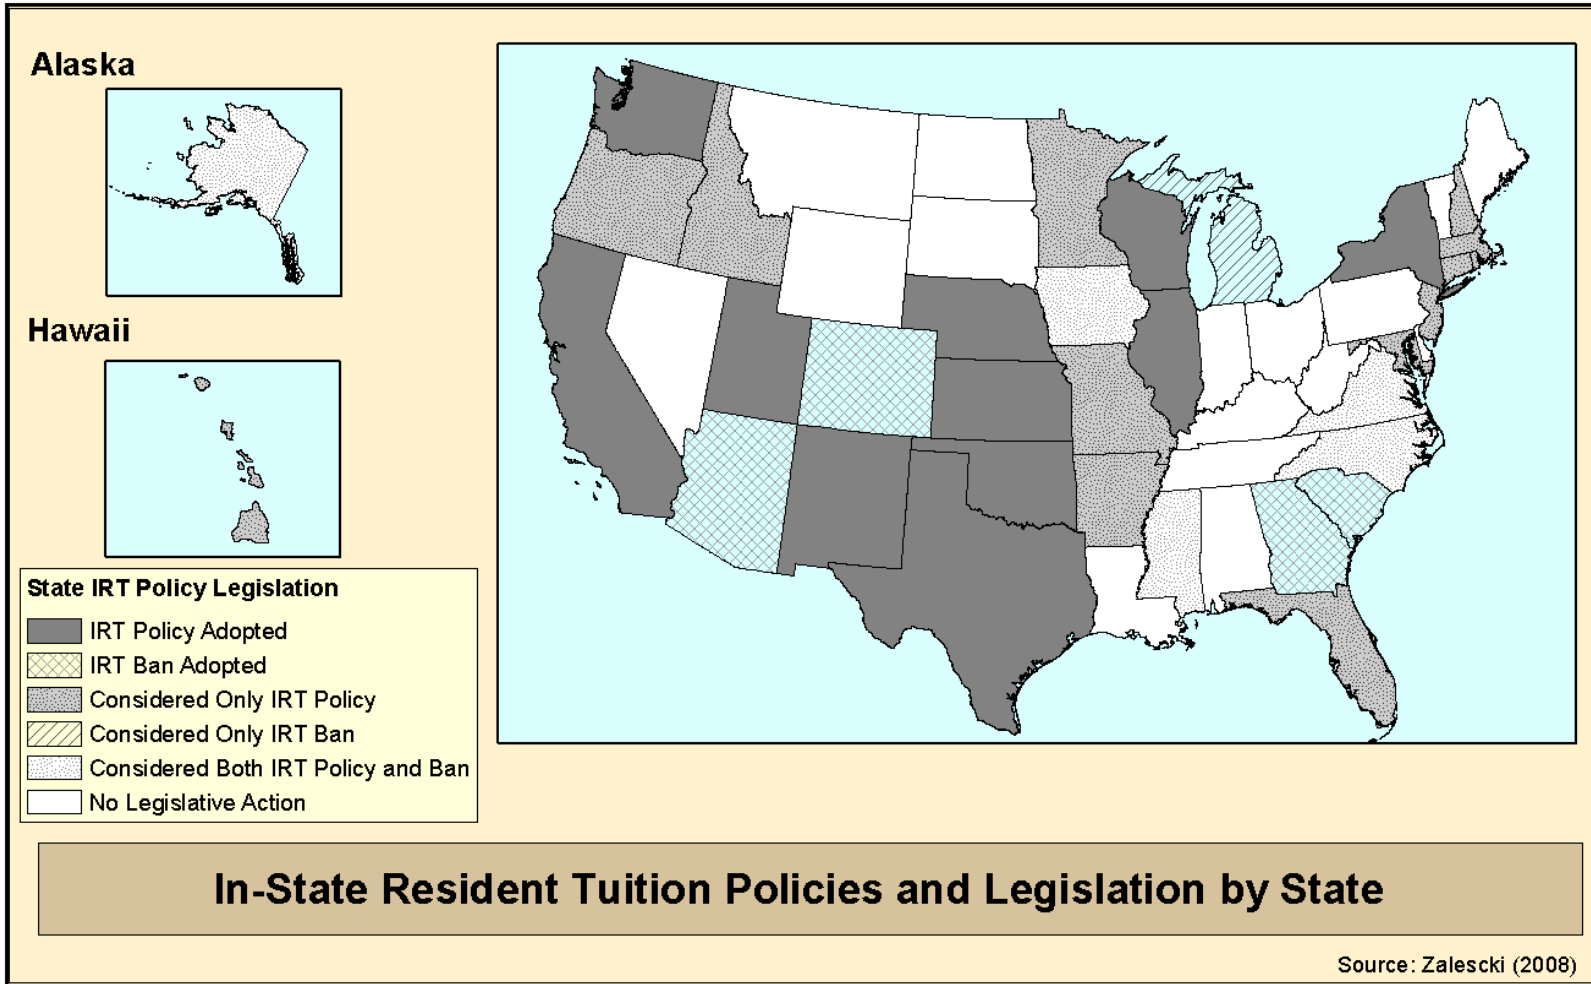 Alaska
Hawaii
State IRT Policy Legislation
IRT Policy Adopted
IRT Ban Adopted
Considered Only IRT Policy
Considered Only IRT Ban
Considered Both IRT Policy and Ban
No Legislative Action
In-State Resident Tuition Policies and Legislation by State
Source: Zalescki (2008)